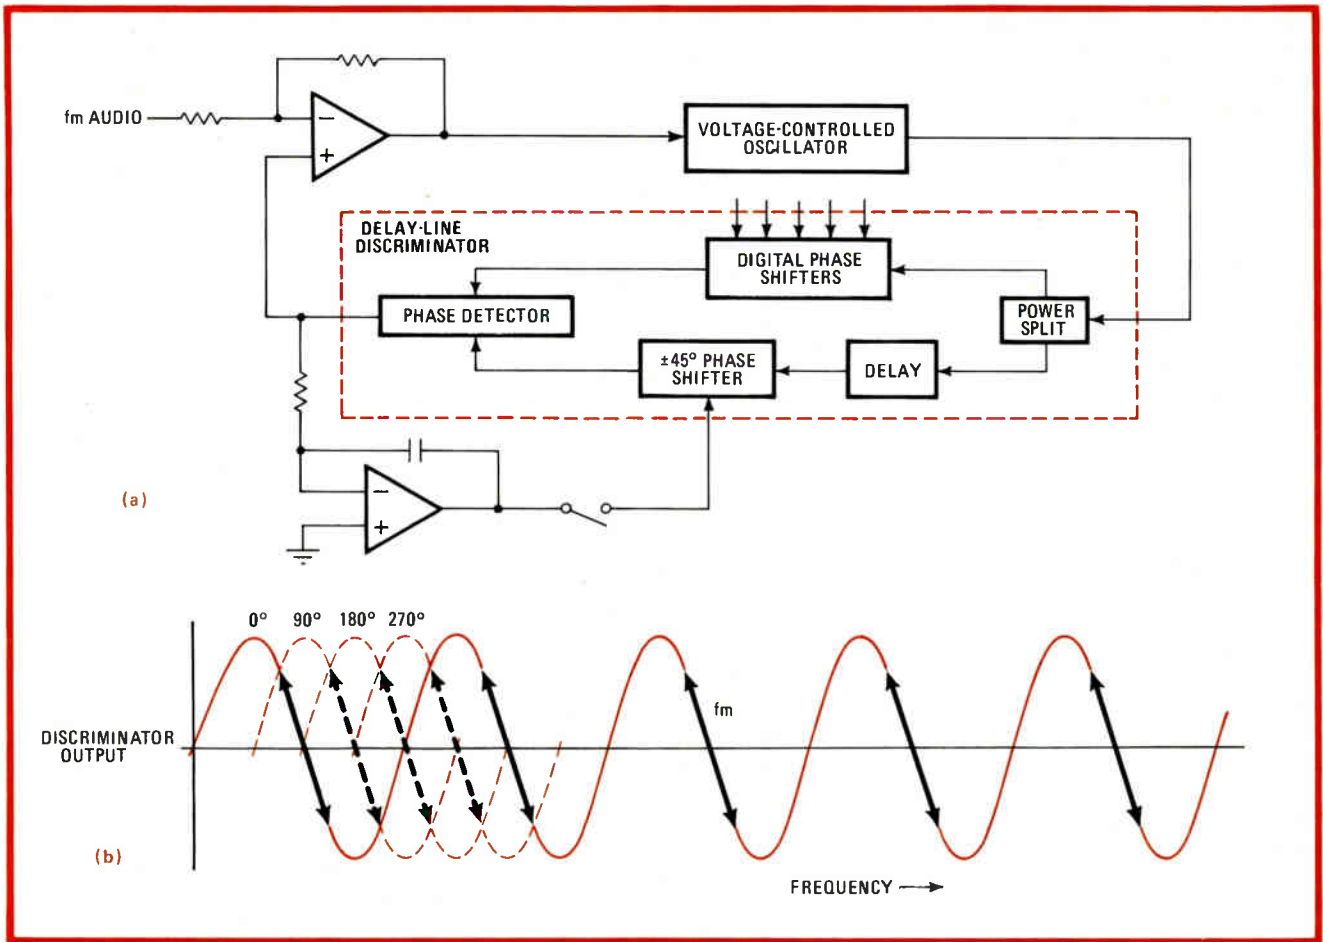 fm AUDIO
−
+
VOLTAGE-CONTROLLED
OSCILLATOR
DELAY-LINE
DISCRIMINATOR
DIGITAL PHASE
SHIFTERS
PHASE DETECTOR
POWER
SPLIT
±45° PHASE
SHIFTER
DELAY
−
+
(a)
0° 90° 180° 270°
fm
DISCRIMINATOR
OUTPUT
(b)
FREQUENCY